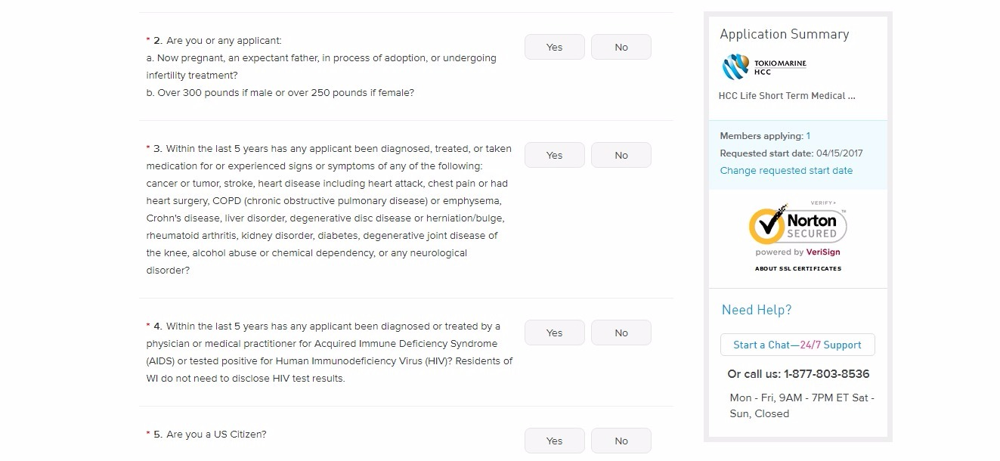 * 2. Are you or any applicant:
a. Now pregnant, an expectant father, in process of adoption, or undergoing
infertility treatment?
b. Over 300 pounds if male or over 250 pounds if female?
Yes No
* 3. Within the last 5 years has any applicant been diagnosed, treated, or taken
medication for or experienced signs or symptoms of any of the following:
cancer or tumor, stroke, heart disease including heart attack, chest pain or had
heart surgery, COPD (chronic obstructive pulmonary disease) or emphysema,
Crohn's disease, liver disorder, degenerative disc disease or herniation/bulge,
rheumatoid arthritis, kidney disorder, diabetes, degenerative joint disease of
the knee, alcohol abuse or chemical dependency, or any neurological
disorder?
Yes No
* 4. Within the last 5 years has any applicant been diagnosed or treated by a
physician or medical practitioner for Acquired Immune Deficiency Syndrome
(AIDS) or tested positive for Human Immunodeficiency Virus (HIV)? Residents of
WI do not need to disclose HIV test results.
Yes No
* 5. Are you a US Citizen?
Yes No
Application Summary
TOKIOMARINE
HCC
HCC Life Short Term Medical ...
Members applying: 1
Requested start date: 04/15/2017
Change requested start date
VERIFY
Norton
SECURED
powered by VeriSign
ABOUT SSL CERTIFICATES
Need Help?
Start a Chat—24/7 Support
Or call us: 1-877-803-8536
Mon - Fri, 9AM - 7PM ET Sat -
Sun, Closed